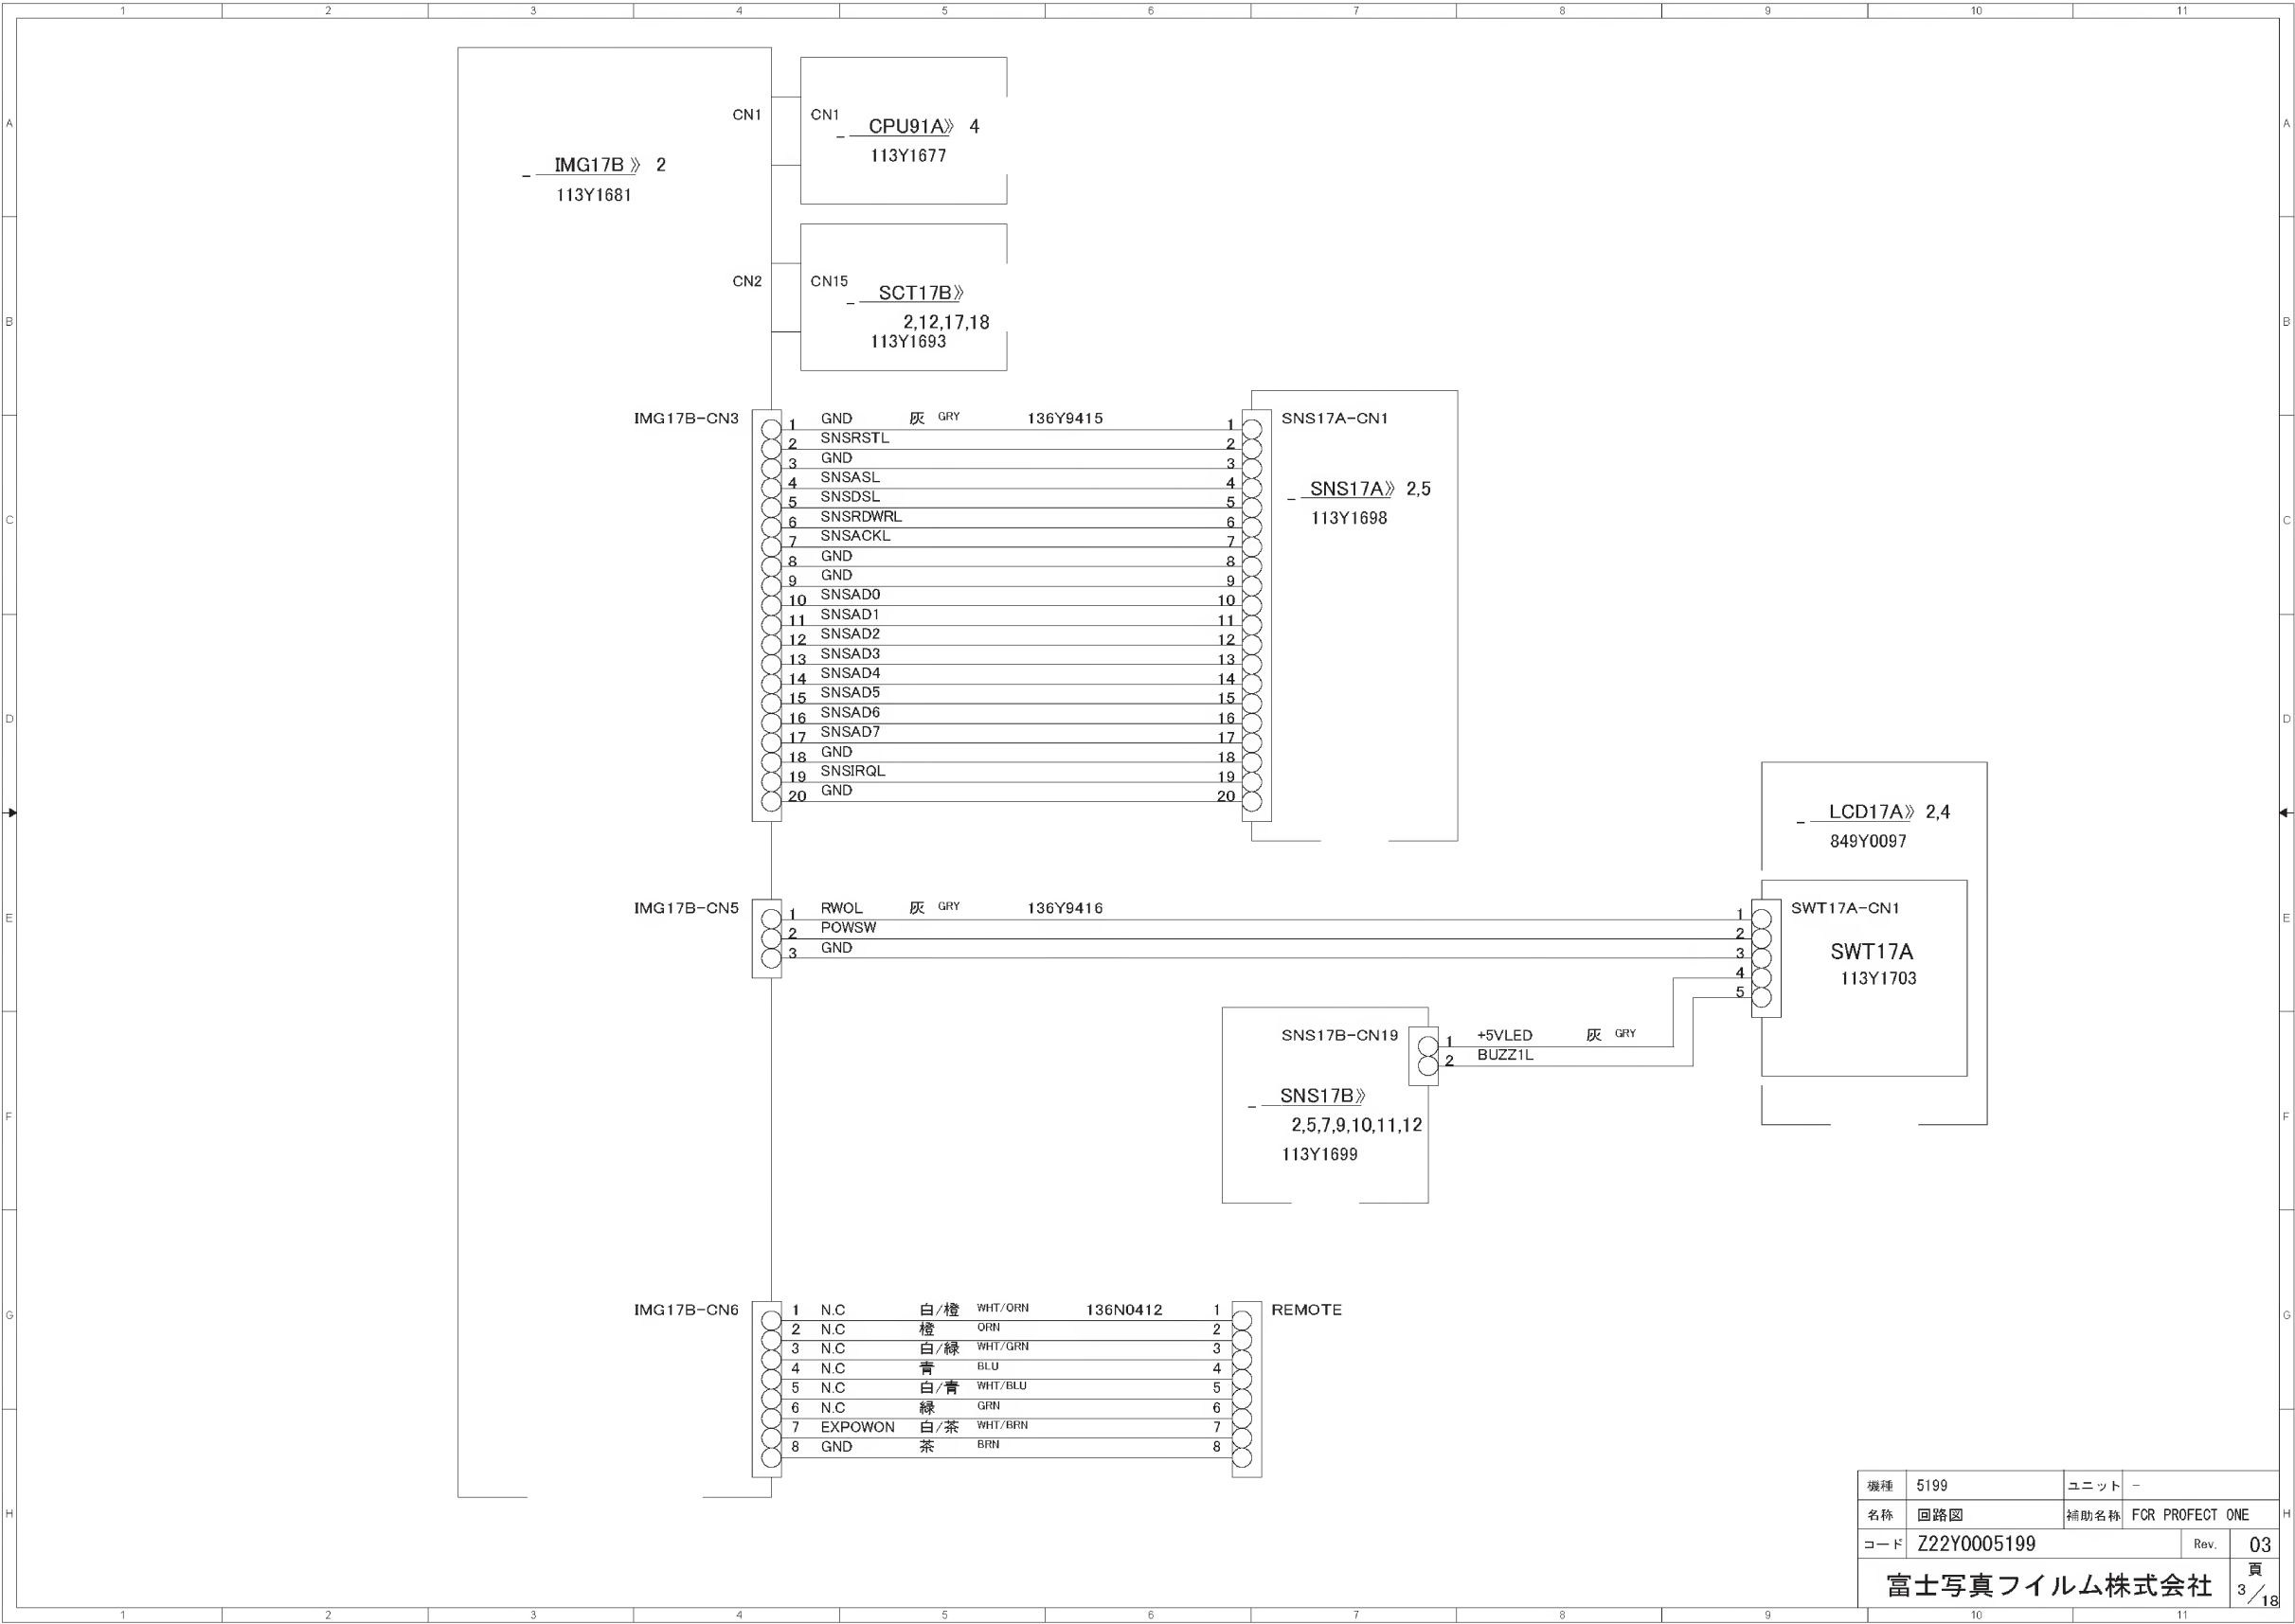 1 2 3 4 5 6 7 8 9 10 11
A A
B B
C C
D D
E E
F F
G G
H H
IMG17B》 2
113Y1681
CN1 CN1
CPU91A》 4
113Y1677
CN2 CN15
SCT17B》
2,12,17,18
113Y1693
IMG17B-CN3 SNS17A-CN1
1 GND 灰 GRY 136Y9415 1
2 SNSRSTL 2
3 GND 3
4 SNSASL 4
5 SNSDSL 5
6 SNSRDWRL 6
7 SNSACKL 7
8 GND 8
9 GND 9
10 SNSAD0 10
11 SNSAD1 11
12 SNSAD2 12
13 SNSAD3 13
14 SNSAD4 14
15 SNSAD5 15
16 SNSAD6 16
17 SNSAD7 17
18 GND 18
19 SNSIRQL 19
20 GND 20
SNS17A》 2,5
113Y1698
LCD17A》 2,4
849Y0097
IMG17B-CN5 SWT17A-CN1
1 RWOL 灰 GRY 136Y9416 1
2 POWSW 2
3 GND 3
4
5
SWT17A
113Y1703
SNS17B-CN19
1 +5VLED 灰 GRY
2 BUZZ1L
SNS17B》
2,5,7,9,10,11,12
113Y1699
IMG17B-CN6 REMOTE
1 N.C 白/橙 WHT/ORN 136N0412 1
2 N.C 橙 ORN 2
3 N.C 白/緑 WHT/GRN 3
4 N.C 青 BLU 4
5 N.C 白/青 WHT/BLU 5
6 N.C 緑 GRN 6
7 EXPOWON 白/茶 WHT/BRN 7
8 GND 茶 BRN 8
機種 5199 ユニット -
名称 回路図 補助名称 FCR PROFECT ONE
コード Z22Y0005199 Rev. 03
富士写真フイルム株式会社 頁 3/18
1 2 3 4 5 6 7 8 9 10 11